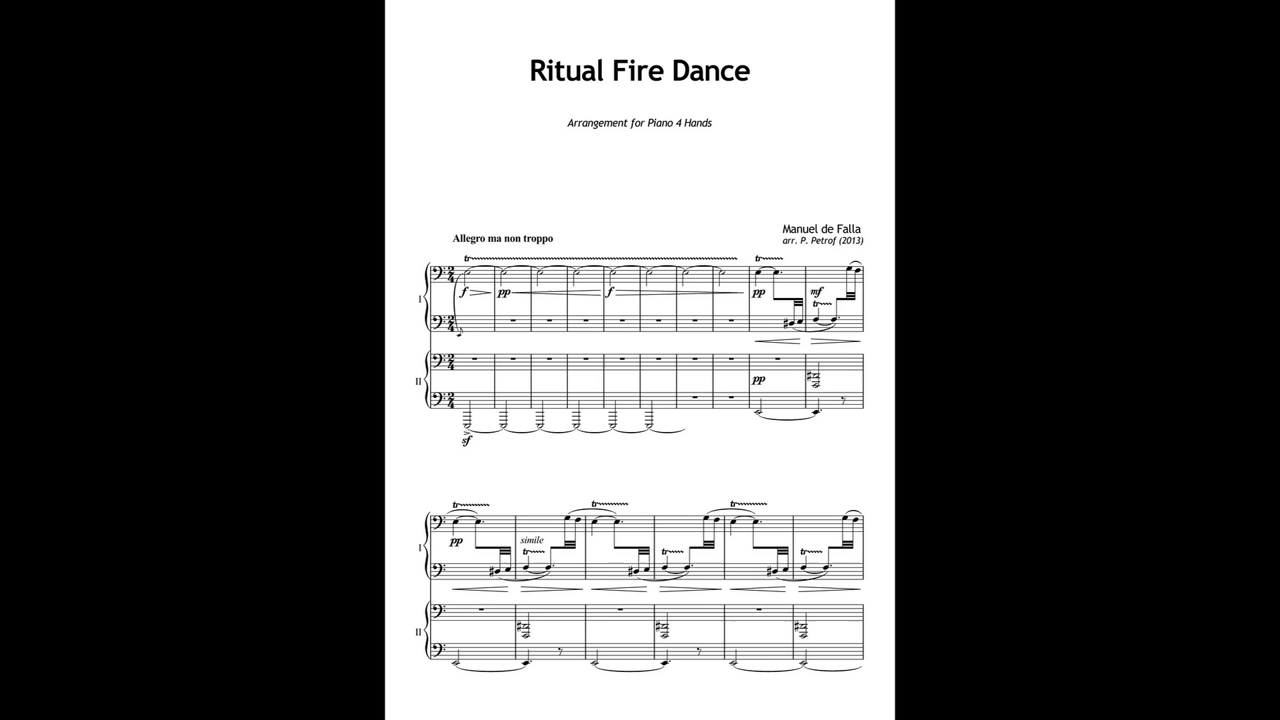 Ritual Fire Dance
Arrangement for Piano 4 Hands
Manuel de Falla
arr. P. Petrof (2013)
Allegro ma non troppo
tr tr
I
f pp f pp mf
tr
II
pp
sf
tr tr tr
I
pp simile
tr tr tr
II